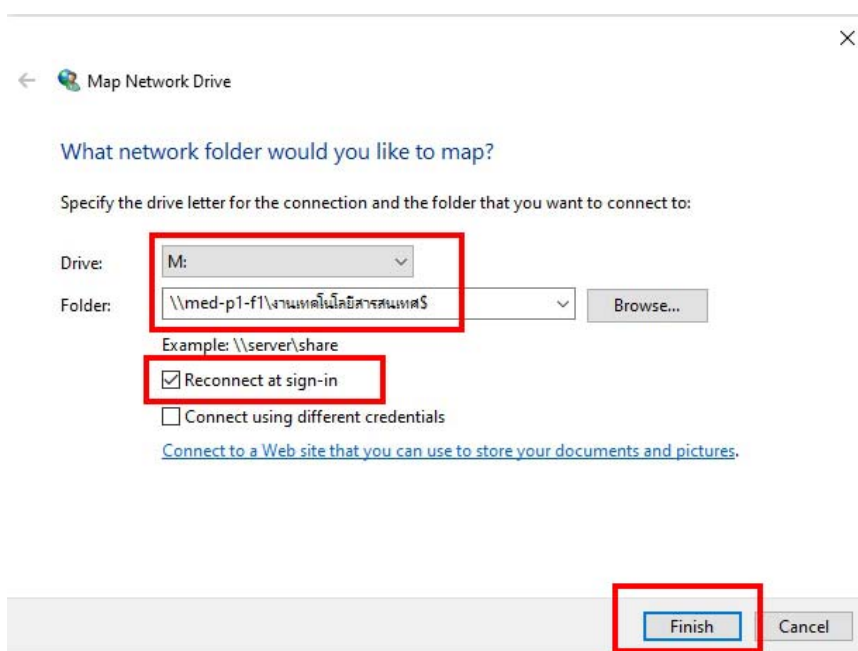 Map Network Drive
What network folder would you like to map?
Specify the drive letter for the connection and the folder that you want to connect to:
Drive: M:
Folder: \\med-p1-f1\งานเทคโนโลยีสารสนเทศ$ Browse...
Example: \\server\share
Reconnect at sign-in
Connect using different credentials
Connect to a Web site that you can use to store your documents and pictures.
Finish Cancel